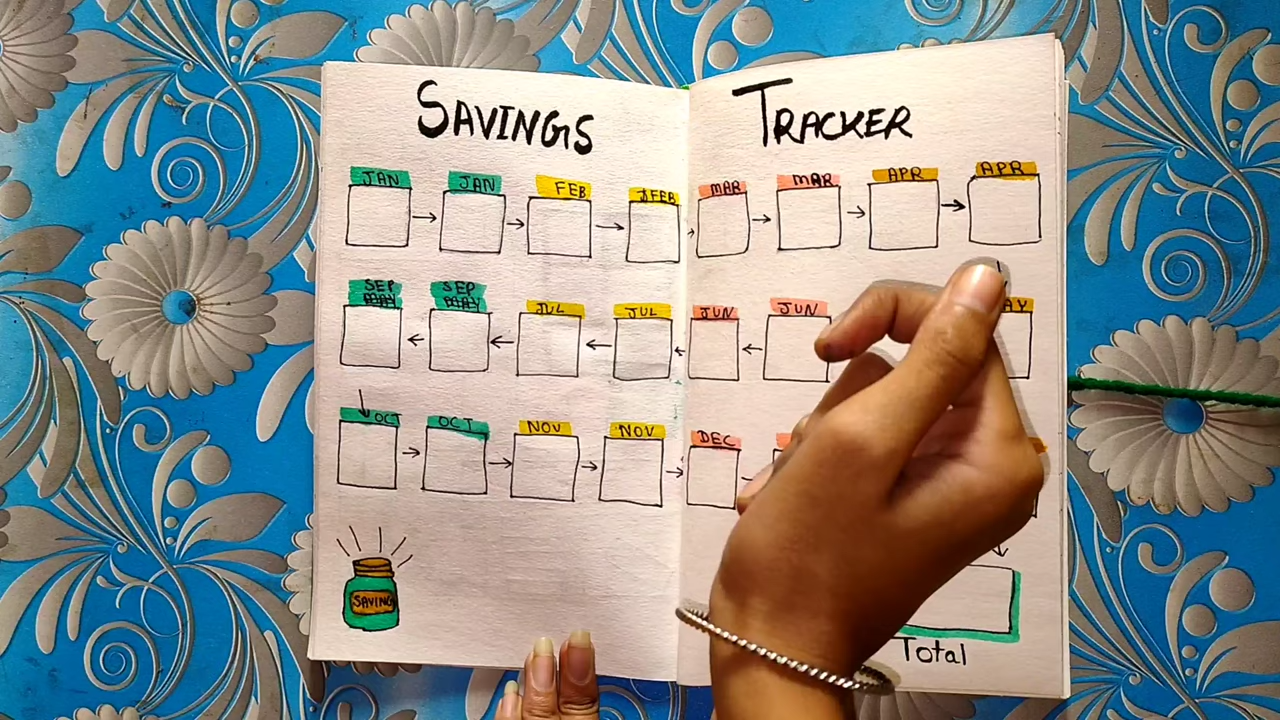 SAVINGS TRACKER
JAN JAN FEB FEB MAR MAR APR APR
SEP SEP JUL JUL JUN JUN
OCT OCT NOV NOV DEC
SAVING
Total